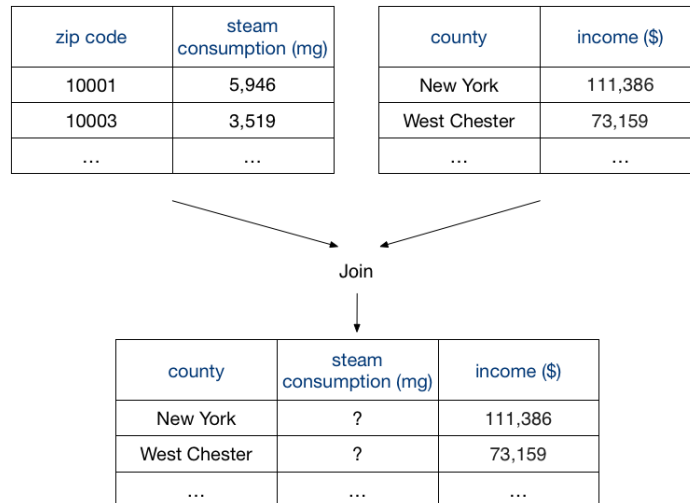 zip code
steam
consumption (mg)
10001
5,946
10003
3,519
...
...
county
income ($)
New York
111,386
West Chester
73,159
...
...
Join
county
steam
consumption (mg)
income ($)
New York
?
111,386
West Chester
?
73,159
...
...
...